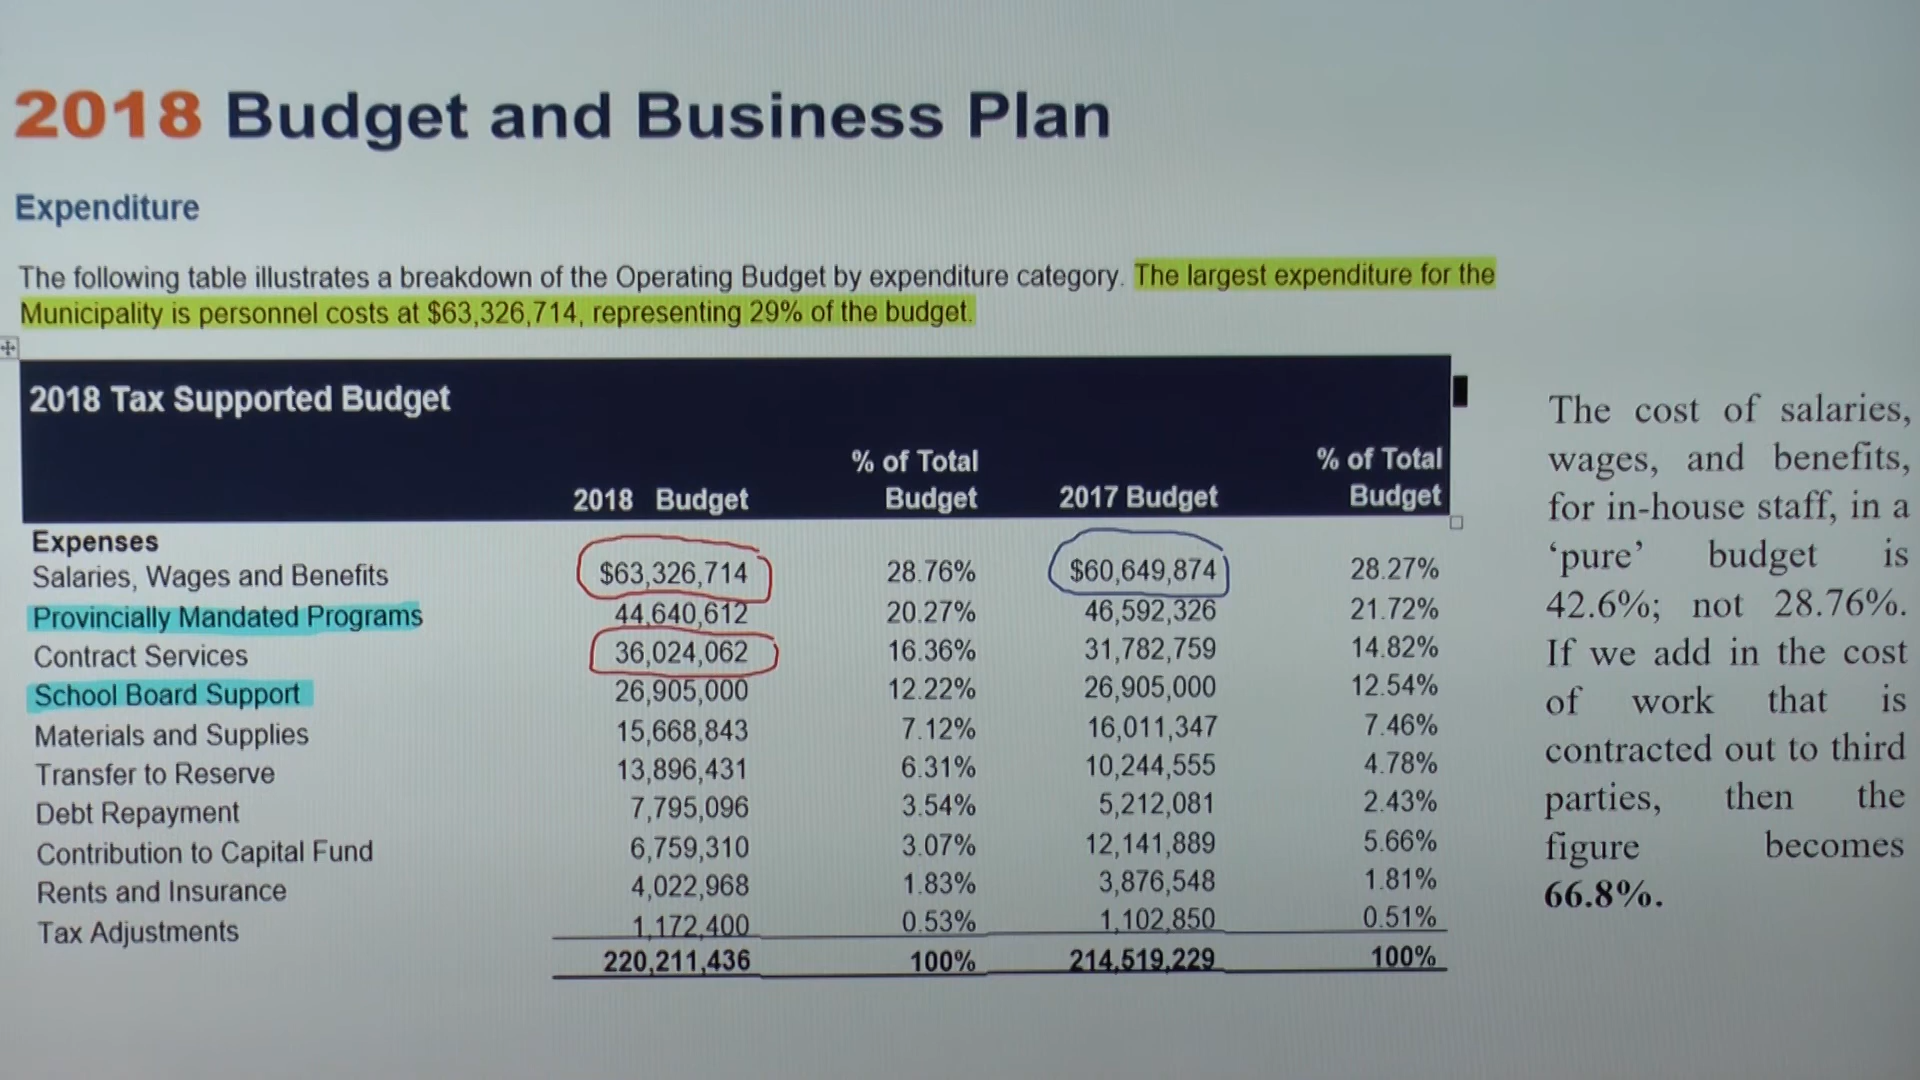 2018 Budget and Business Plan
Expenditure
The following table illustrates a breakdown of the Operating Budget by expenditure category. The largest expenditure for the
Municipality is personnel costs at $63,326,714, representing 29% of the budget.
2018 Tax Supported Budget
% of Total % of Total
2018 Budget Budget 2017 Budget Budget
Expenses
Salaries, Wages and Benefits $63,326,714 28.76% $60,649,874 28.27%
Provincially Mandated Programs 44,640,612 20.27% 46,592,326 21.72%
Contract Services 36,024,062 16.36% 31,782,759 14.82%
School Board Support 26,905,000 12.22% 26,905,000 12.54%
Materials and Supplies 15,668,843 7.12% 16,011,347 7.46%
Transfer to Reserve 13,896,431 6.31% 10,244,555 4.78%
Debt Repayment 7,795,096 3.54% 5,212,081 2.43%
Contribution to Capital Fund 6,759,310 3.07% 12,141,889 5.66%
Rents and Insurance 4,022,968 1.83% 3,876,548 1.81%
Tax Adjustments 1,172,400 0.53% 1,102,850 0.51%
220,211,436 100% 214,519,229 100%
The cost of salaries,
wages, and benefits,
for in-house staff, in a
‘pure’ budget is
42.6%; not 28.76%.
If we add in the cost
of work that is
contracted out to third
parties, then the
figure becomes
66.8%.